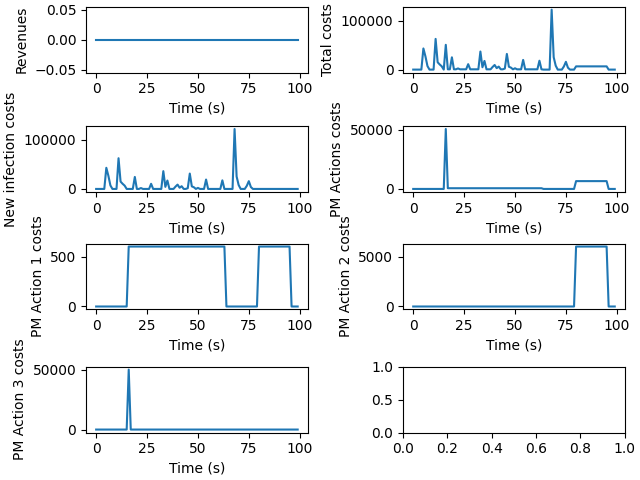 Revenues
0.05
0.00
−0.05
0 25 50 75 100
Time (s)
Total costs
100000
0
0 25 50 75 100
Time (s)
New infection costs
100000
0
0 25 50 75 100
Time (s)
PM Actions costs
50000
0
0 25 50 75 100
Time (s)
PM Action 1 costs
500
0
0 25 50 75 100
Time (s)
PM Action 2 costs
5000
0
0 25 50 75 100
Time (s)
PM Action 3 costs
50000
0
0 25 50 75 100
Time (s)
1.0
0.5
0.0
0.0 0.2 0.4 0.6 0.8 1.0